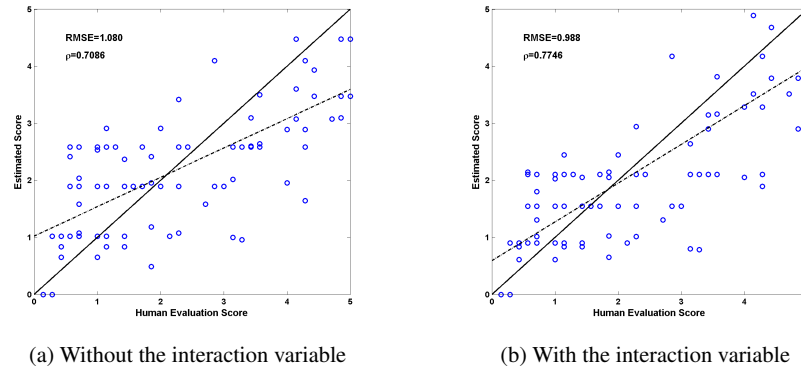 RMSE=1.080
ρ=0.7086
Estimated Score
5
4
3
2
1
0
0 1 2 3 4 5
Human Evaluation Score
(a) Without the interaction variable
RMSE=0.988
ρ=0.7746
Estimated Score
5
4
3
2
1
0
0 1 2 3 4
Human Evaluation Score
(b) With the interaction variable